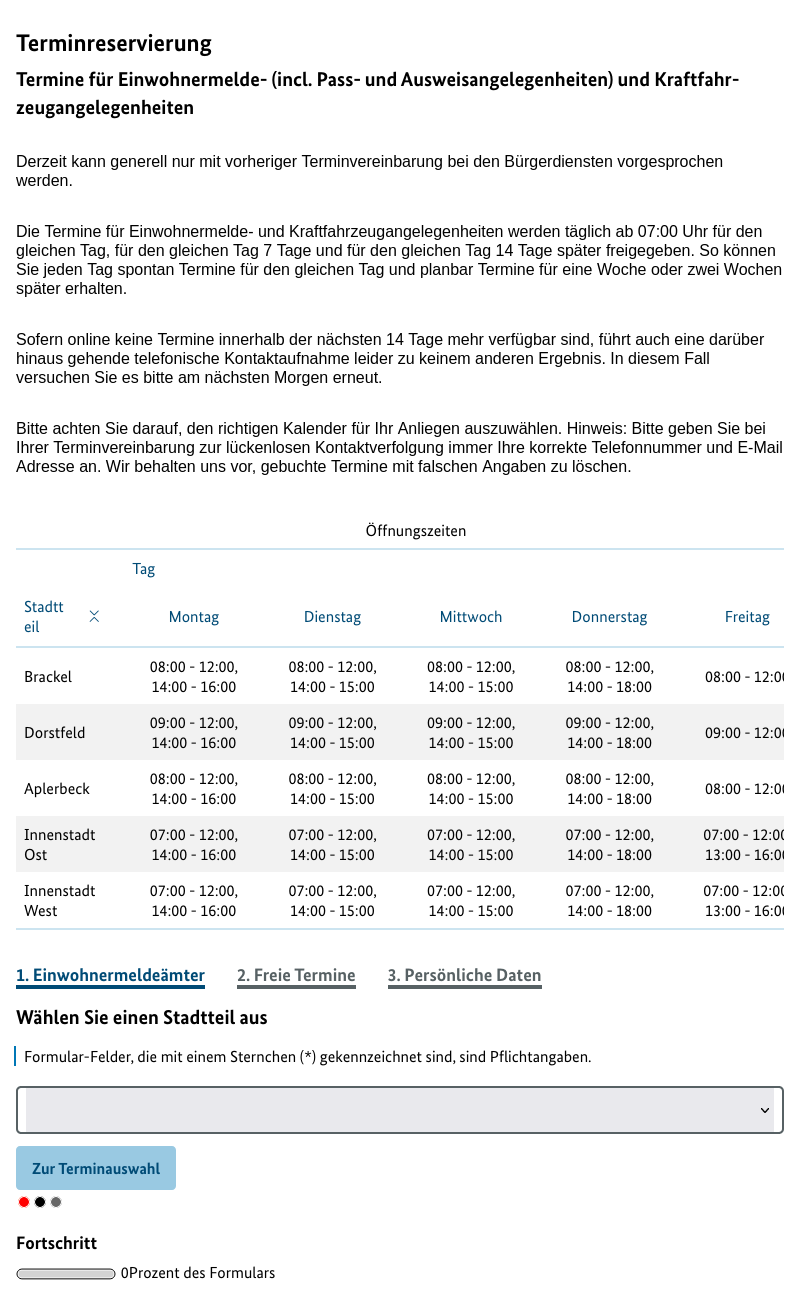 Terminreservierung
Termine für Einwohnermelde- (incl. Pass- und Ausweisangelegenheiten) und Kraftfahr-
zeugangelegenheiten
Derzeit kann generell nur mit vorheriger Terminvereinbarung bei den Bürgerdiensten vorgesprochen
werden.
Die Termine für Einwohnermelde- und Kraftfahrzeugangelegenheiten werden täglich ab 07:00 Uhr für den
gleichen Tag, für den gleichen Tag 7 Tage und für den gleichen Tag 14 Tage später freigegeben. So können
Sie jeden Tag spontan Termine für den gleichen Tag und planbar Termine für eine Woche oder zwei Wochen
später erhalten.
Sofern online keine Termine innerhalb der nächsten 14 Tage mehr verfügbar sind, führt auch eine darüber
hinaus gehende telefonische Kontaktaufnahme leider zu keinem anderen Ergebnis. In diesem Fall
versuchen Sie es bitte am nächsten Morgen erneut.
Bitte achten Sie darauf, den richtigen Kalender für Ihr Anliegen auszuwählen. Hinweis: Bitte geben Sie bei
Ihrer Terminvereinbarung zur lückenlosen Kontaktverfolgung immer Ihre korrekte Telefonnummer und E-Mail
Adresse an. Wir behalten uns vor, gebuchte Termine mit falschen Angaben zu löschen.
Öffnungszeiten
Tag
Stadtt
eil
Montag Dienstag Mittwoch Donnerstag Freitag
Brackel
08:00 - 12:00, 08:00 - 12:00, 08:00 - 12:00, 08:00 - 12:00, 08:00 - 12:00
14:00 - 16:00 14:00 - 15:00 14:00 - 15:00 14:00 - 18:00
Dorstfeld
09:00 - 12:00, 09:00 - 12:00, 09:00 - 12:00, 09:00 - 12:00, 09:00 - 12:00
14:00 - 16:00 14:00 - 15:00 14:00 - 15:00 14:00 - 18:00
Aplerbeck
08:00 - 12:00, 08:00 - 12:00, 08:00 - 12:00, 08:00 - 12:00, 08:00 - 12:00
14:00 - 16:00 14:00 - 15:00 14:00 - 15:00 14:00 - 18:00
Innenstadt 07:00 - 12:00, 07:00 - 12:00, 07:00 - 12:00, 07:00 - 12:00, 07:00 - 12:00
Ost 14:00 - 16:00 14:00 - 15:00 14:00 - 15:00 14:00 - 18:00 13:00 - 16:00
Innenstadt 07:00 - 12:00, 07:00 - 12:00, 07:00 - 12:00, 07:00 - 12:00, 07:00 - 12:00
West 14:00 - 16:00 14:00 - 15:00 14:00 - 15:00 14:00 - 18:00 13:00 - 16:00
1. Einwohnermeldeämter 2. Freie Termine 3. Persönliche Daten
Wählen Sie einen Stadtteil aus
Formular-Felder, die mit einem Sternchen (*) gekennzeichnet sind, sind Pflichtangaben.
Zur Terminauswahl
Fortschritt
0Prozent des Formulars